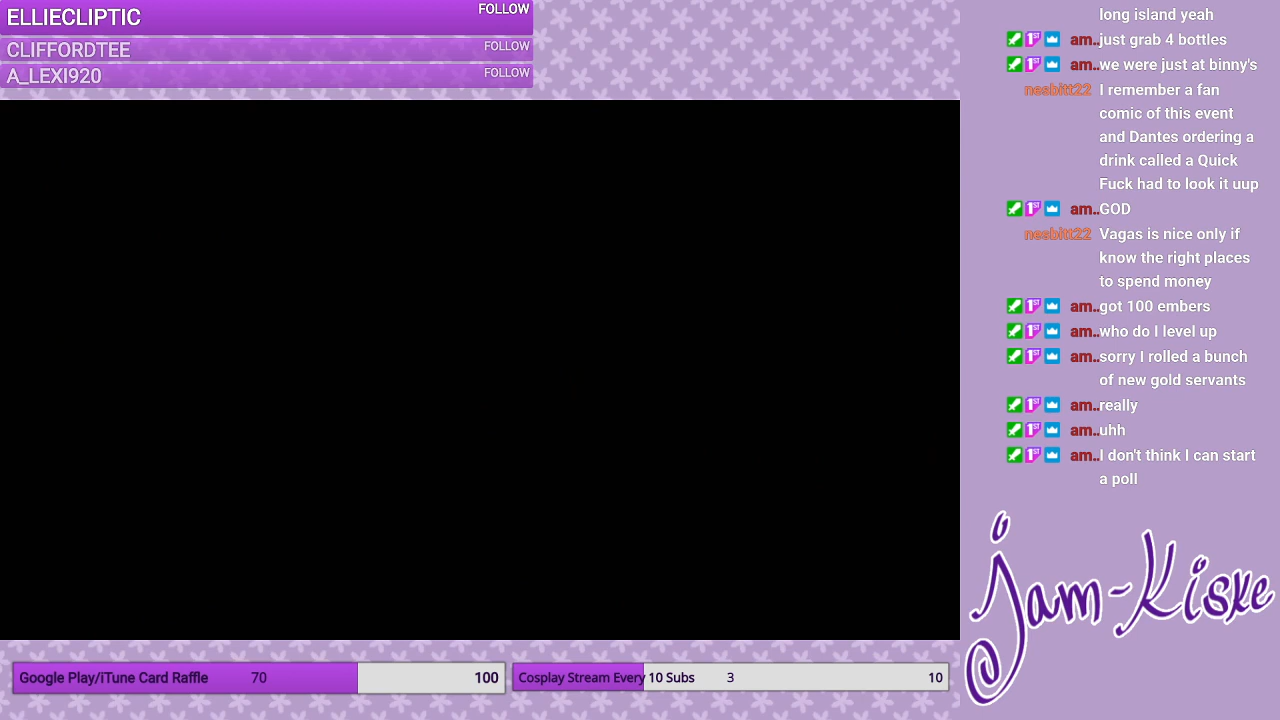 ELLIECLIPTIC FOLLOW
CLIFFORDTEE FOLLOW
A_LEXI920 FOLLOW
long island yeah
am..just grab 4 bottles
am..we were just at binny's
nesbitt22 I remember a fan
comic of this event
and Dantes ordering a
drink called a Quick
Fuck had to look it uup
am..GOD
nesbitt22 Vagas is nice only if
know the right places
to spend money
am..got 100 embers
am..who do I level up
am..sorry I rolled a bunch
of new gold servants
am..really
am..uhh
am..I don't think I can start
a poll
Jam-Kiske
Google Play/iTune Card Raffle 70 100
Cosplay Stream Every 10 Subs 3 10